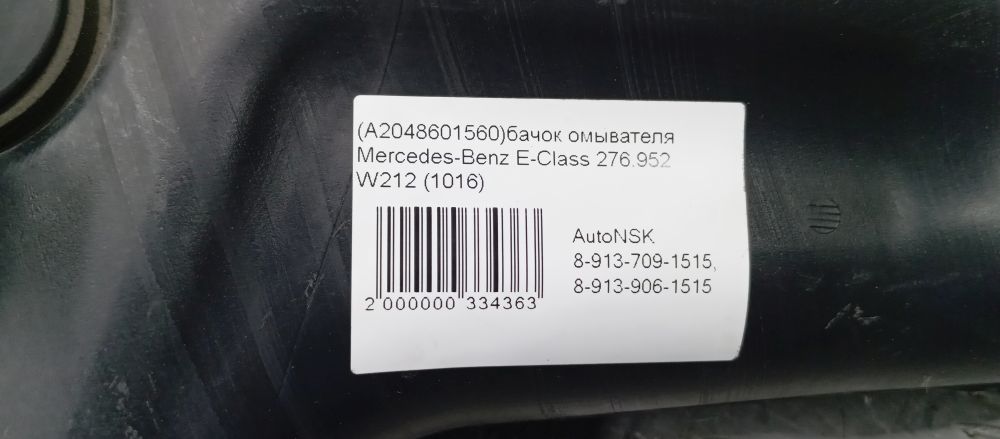 (A2048601560)бачок омывателя
Mercedes-Benz E-Class 276.952
W212 (1016)
AutoNSK
8-913-709-1515,
8-913-906-1515
2 000000 334363